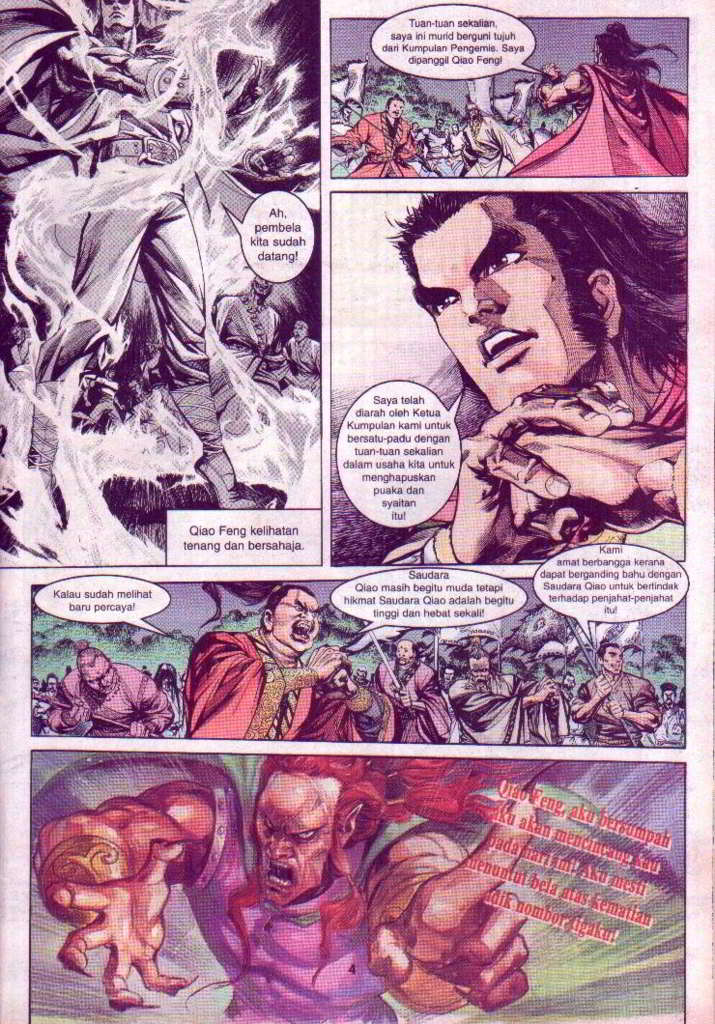 Ah,
pembela
kita sudah
datang!
Qiao Feng kelihatan
tenang dan bersahaja.
Tuan-tuan sekalian,
saya ini murid berguni tujuh
dari Kumpulan Pengemis. Saya
dipanggil Qiao Feng!
Saya telah
diarah oleh Ketua
Kumpulan Pengemis untuk
bersatu-padu dengan
tuan-tuan sekalian
dalam usaha kita untuk
menghapuskan
puaka dan
syaitan
itu!
Kalau sudah melihat
baru percaya!
Saudara
Qiao masih begitu muda tetapi
hikmat Saudara Qiao adalah begitu
tinggi dan hebat sekali!
Kami
amat berbangga kerana
dapat berganding bahu dengan
Saudara Qiao untuk bertindak
terhadap penjahat-penjahat
itu!
Qiao Feng, aku bersumpah
aku akan mencincang kau
pada hari ini! Aku mesti
menuntut bela atas kematian
adik nombor tigaku!
4